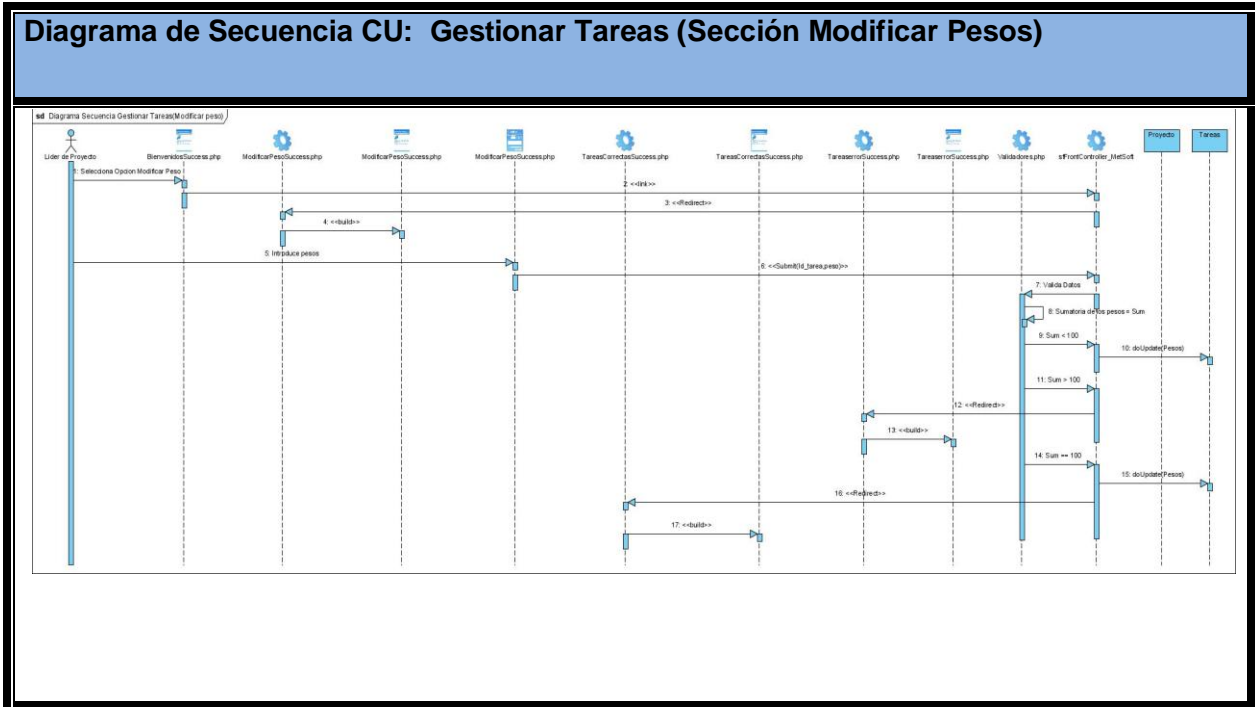 Diagrama de Secuencia CU: Gestionar Tareas (Sección Modificar Pesos)
sd Diagrama Secuencia Gestionar Tareas(Modificar peso)
Lider de Proyecto
BienvenidosSuccess.php
ModificarPesoSuccess.php
ModificarPesoSuccess.php
ModificarPesoSuccess.php
TareasCorrectasSuccess.php
TareasCorrectasSuccess.php
TareaserrorSuccess.php
TareaserrorSuccess.php
Validadores.php
sfFrontController_MetSoft
Proyecto
Tareas
1: Selecciona Opcion Modificar Peso
2: <<link>>
3: <<Redirect>>
4: <<build>>
5: Introduce pesos
6: <<Submit(Id_tarea,peso)>>
7: Valida Datos
8: Sumatoria de los pesos = Sum
9: Sum < 100
10: doUpdate(Pesos)
11: Sum > 100
12: <<Redirect>>
13: <<build>>
14: Sum == 100
15: doUpdate(Pesos)
16: <<Redirect>>
17: <<build>>